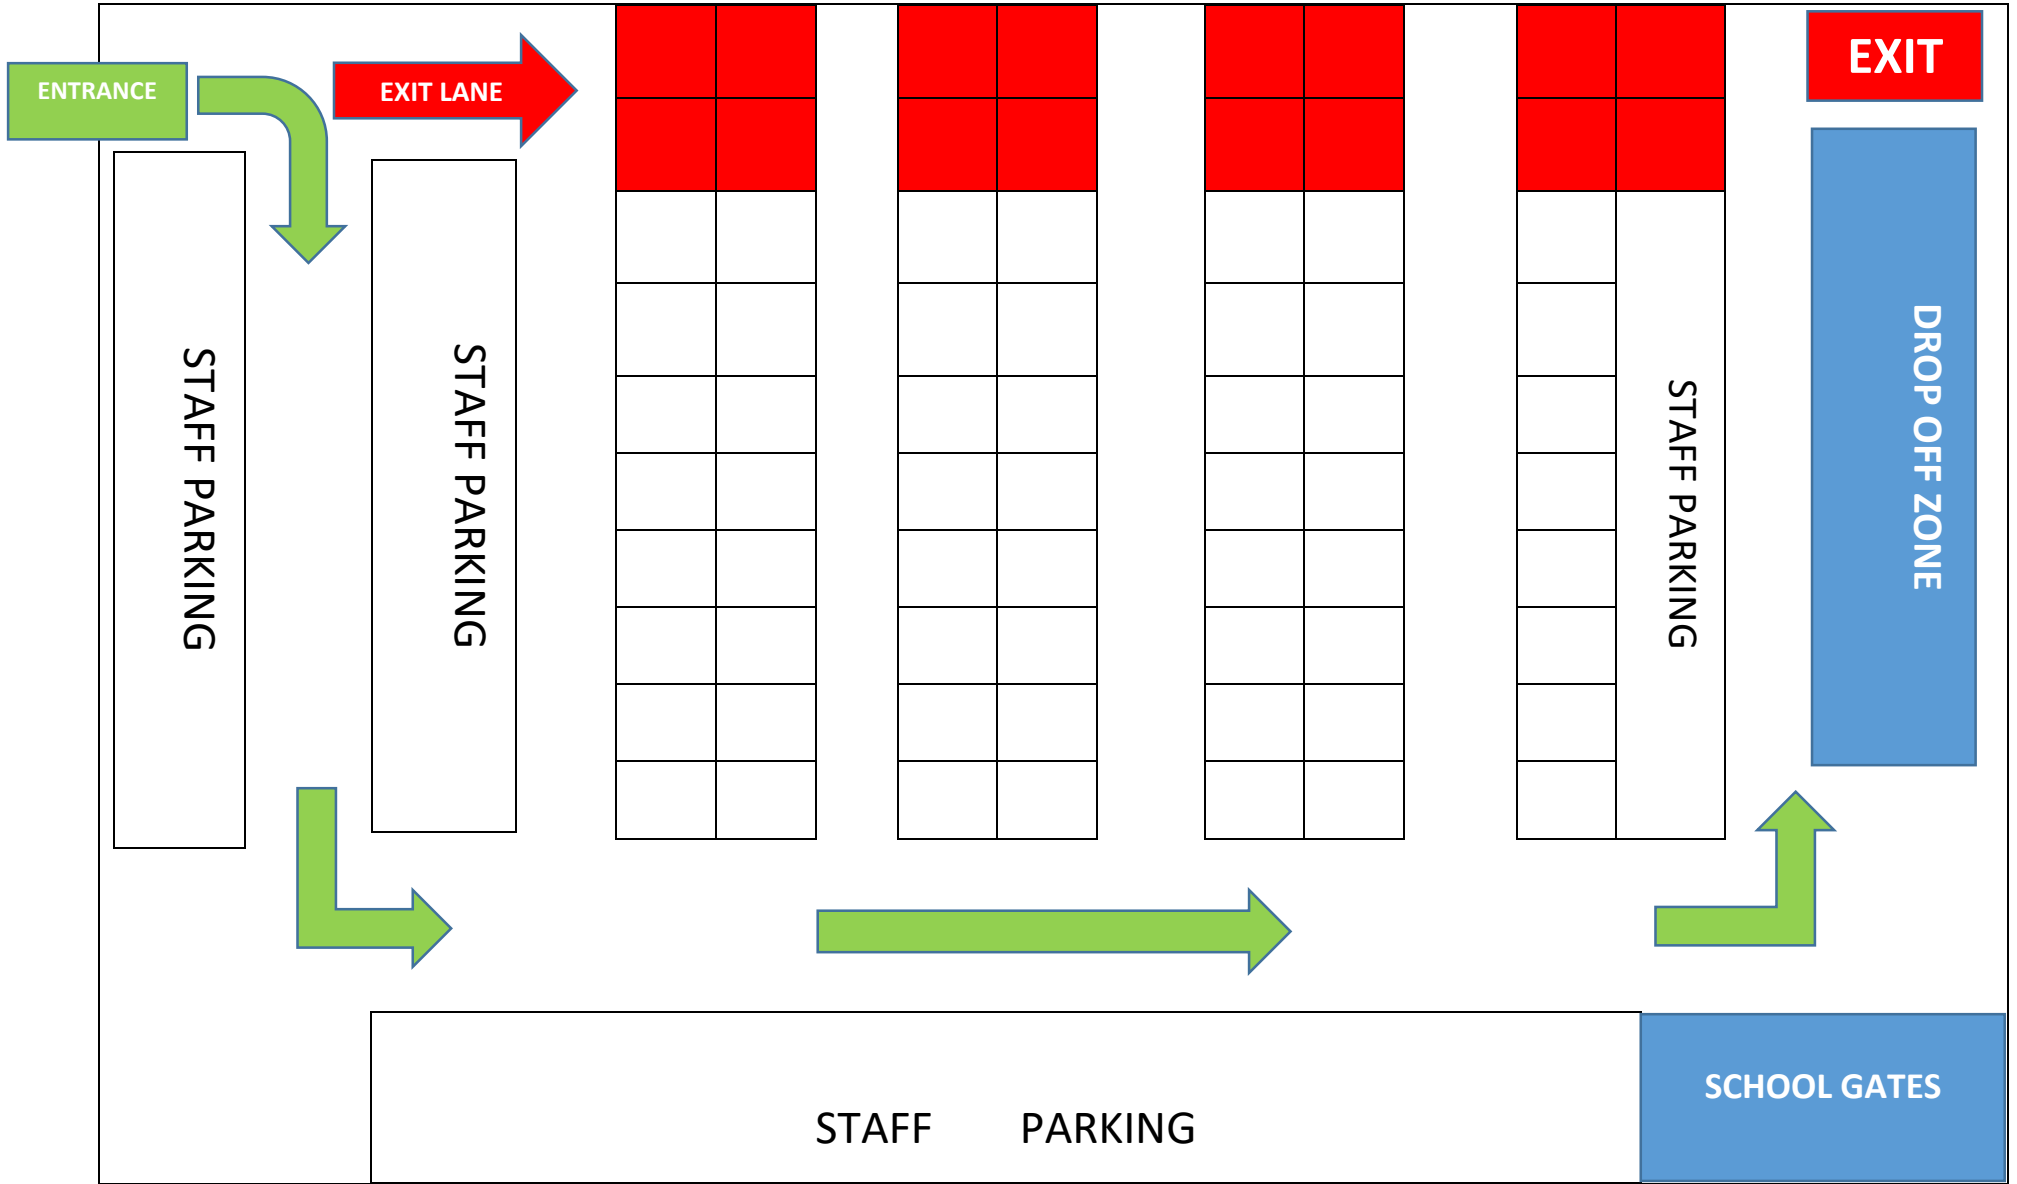 ENTRANCE
EXIT LANE
EXIT
STAFF PARKING
STAFF PARKING
STAFF PARKING
DROP OFF ZONE
STAFF PARKING
SCHOOL GATES